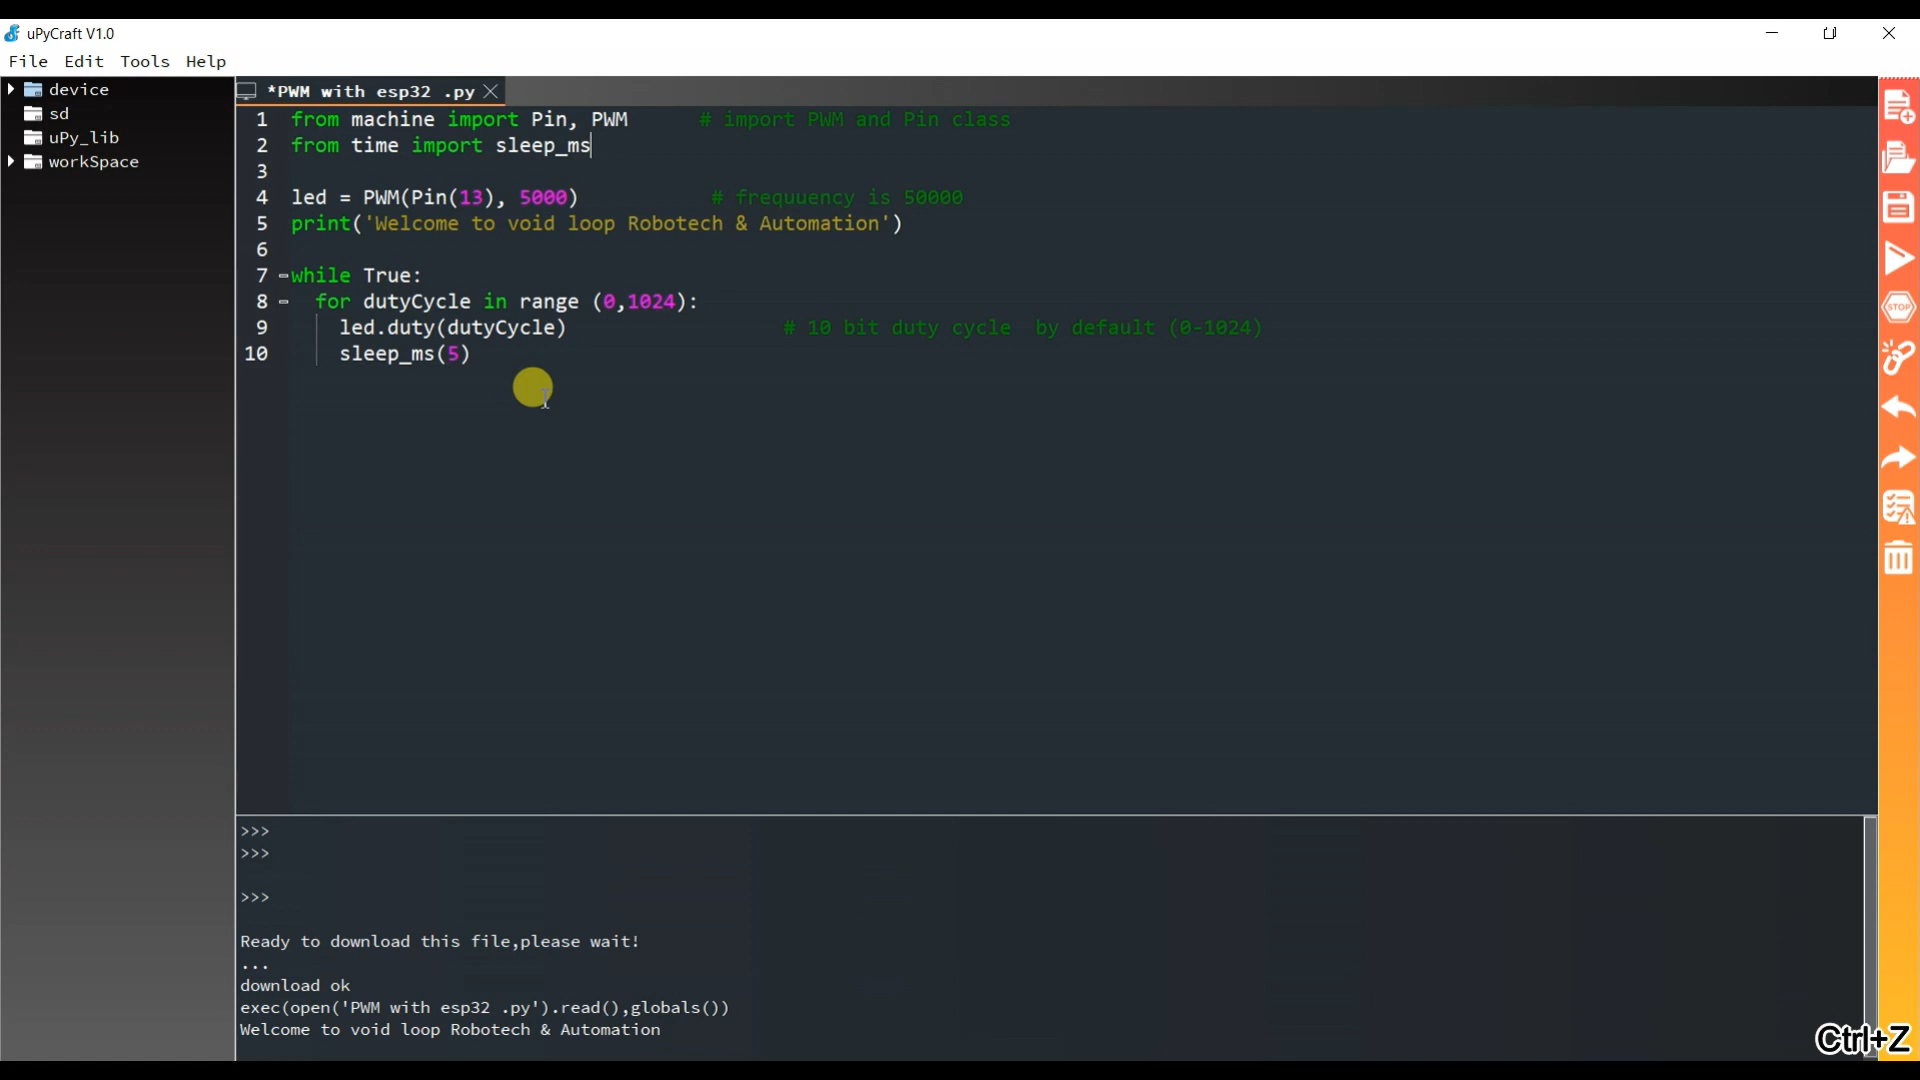 uPyCraft V1.0
File Edit Tools Help
device
sd
uPy_lib
workSpace
*PWM with esp32 .py
1 from machine import Pin, PWM # import PWM and Pin class
2 from time import sleep_ms
3
4 led = PWM(Pin(13), 5000) # frequuency is 50000
5 print('Welcome to void loop Robotech & Automation')
6
7 while True:
8 for dutyCycle in range (0,1024):
9 led.duty(dutyCycle) # 10 bit duty cycle by default (0-1024)
10 sleep_ms(5)
STOP
>>>
>>>
>>>
Ready to download this file,please wait!
...
download ok
exec(open('PWM with esp32 .py').read(),globals())
Welcome to void loop Robotech & Automation
Ctrl+Z